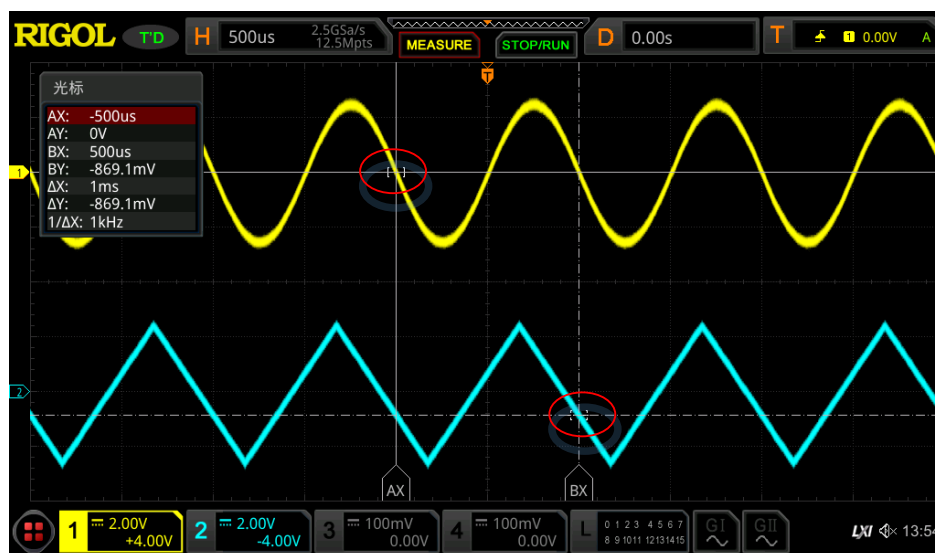 RIGOL T'D H 500us 2.5GSa/s 12.5Mpts MEASURE STOP/RUN D 0.00s T 1 0.00V A
T
光标
AX: -500us
AY: 0V
BX: 500us
BY: -869.1mV
ΔX: 1ms
ΔY: -869.1mV
1/ΔX: 1kHz
1
2
AX BX
1 2.00V +4.00V 2 2.00V -4.00V 3 100mV 0.00V 4 100mV 0.00V L 0 1 2 3 4 5 6 7 8 9 10 11 12 13 14 15 GI GII LXI 13:54